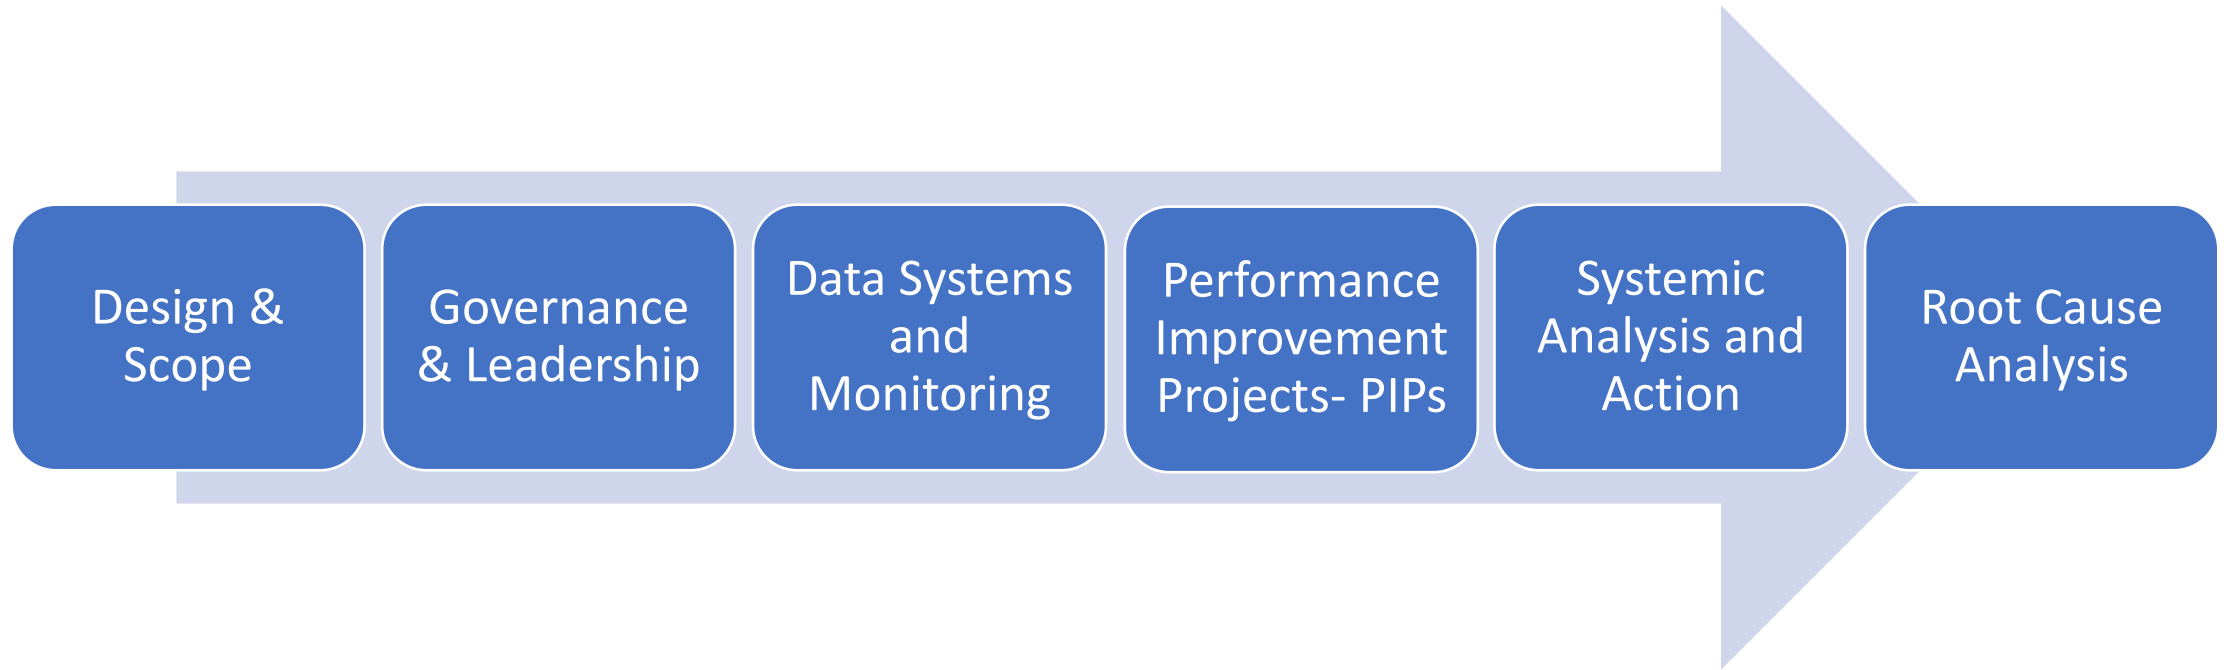 Design &
Scope
Governance
& Leadership
Data Systems
and
Monitoring
Performance
Improvement
Projects- PIPs
Systemic
Analysis and
Action
Root Cause
Analysis